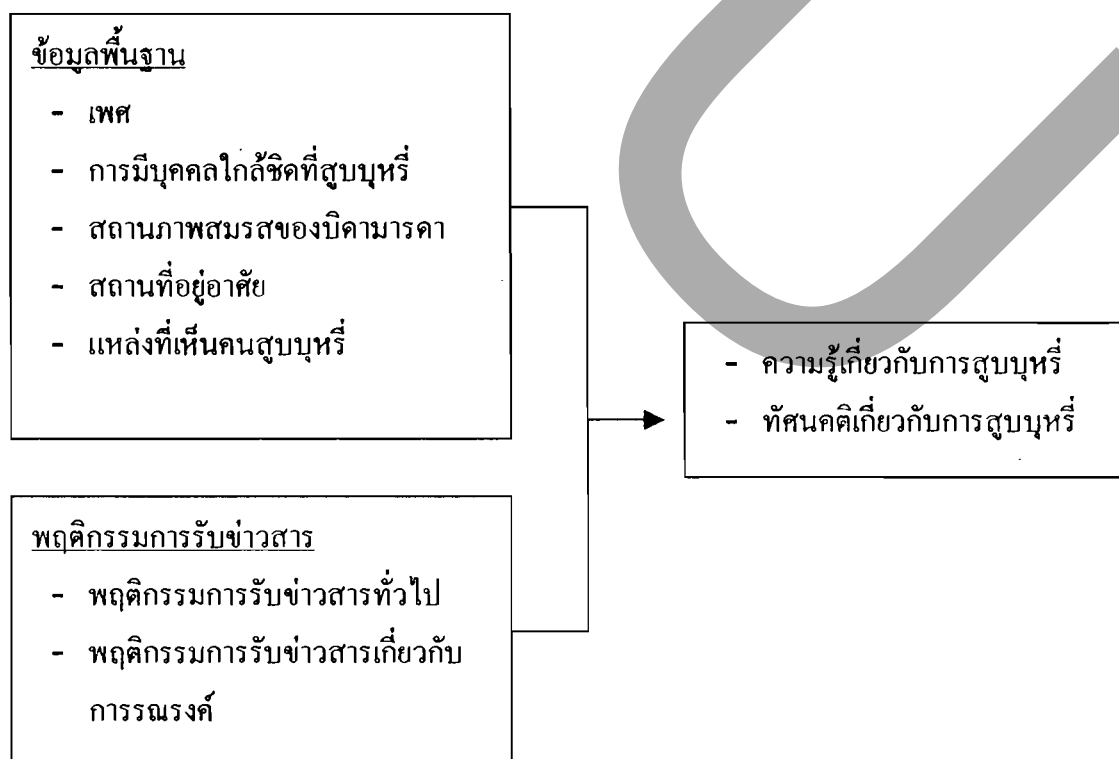 ข้อมูลพื้นฐาน
- เพศ
- การมีบุคคลใกล้ชิดที่สูบบุหรี่
- สถานภาพสมรสของบิดามารดา
- สถานที่อยู่อาศัย
- แหล่งที่เห็นคนสูบบุหรี่
- ความรู้เกี่ยวกับการสูบบุหรี่
- ทัศนคติเกี่ยวกับการสูบบุหรี่
พฤติกรรมการรับข่าวสาร
- พฤติกรรมการรับข่าวสารทั่วไป
- พฤติกรรมการรับข่าวสารเกี่ยวกับ
การรณรงค์